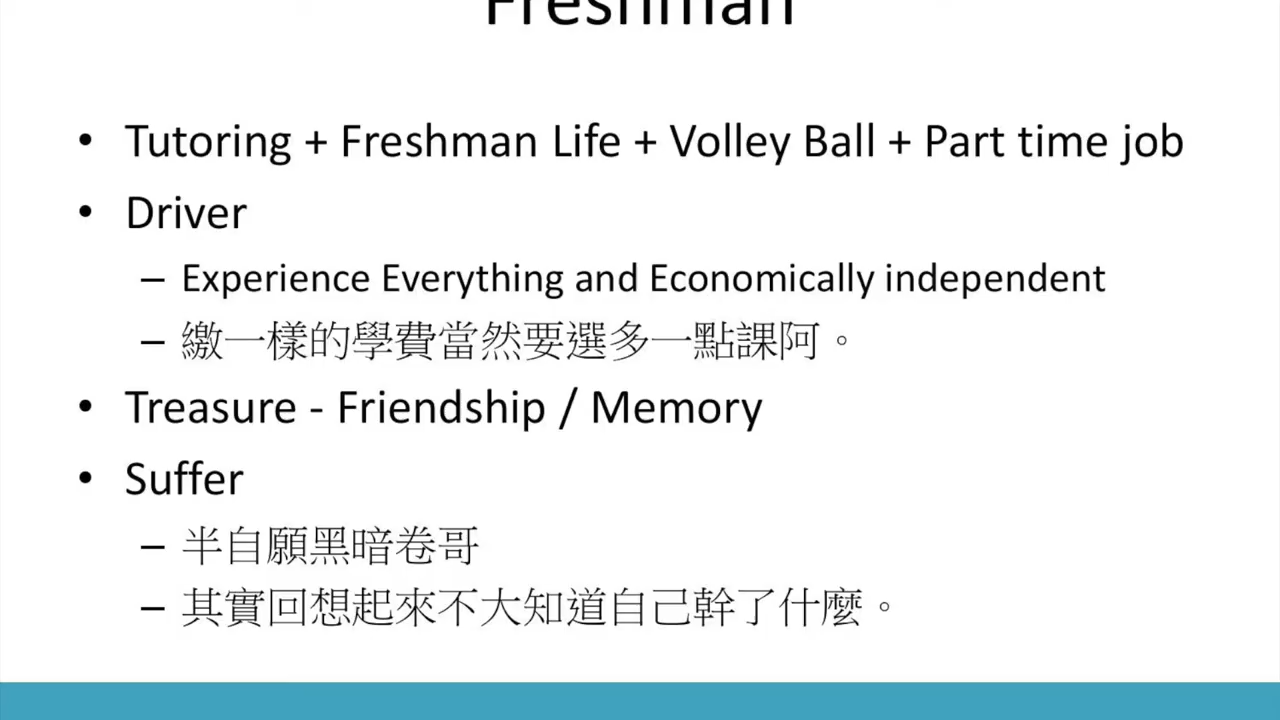 Freshman
• Tutoring + Freshman Life + Volley Ball + Part time job
• Driver
– Experience Everything and Economically independent
– 繳一樣的學費當然要選多一點課阿。
• Treasure - Friendship / Memory
• Suffer
– 半自願黑暗卷哥
– 其實回想起來不大知道自己幹了什麼。